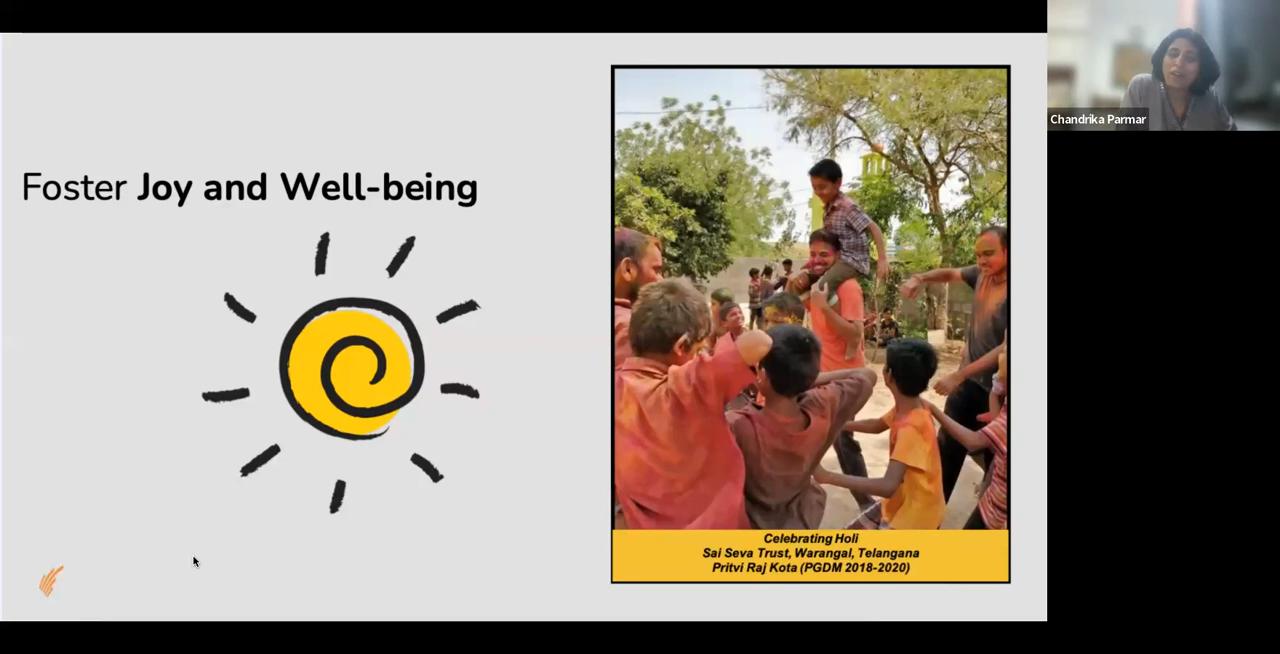 Foster Joy and Well-being
Celebrating Holi
Sai Seva Trust, Warangal, Telangana
Pritvi Raj Kota (PGDM 2018-2020)
Chandrika Parmar